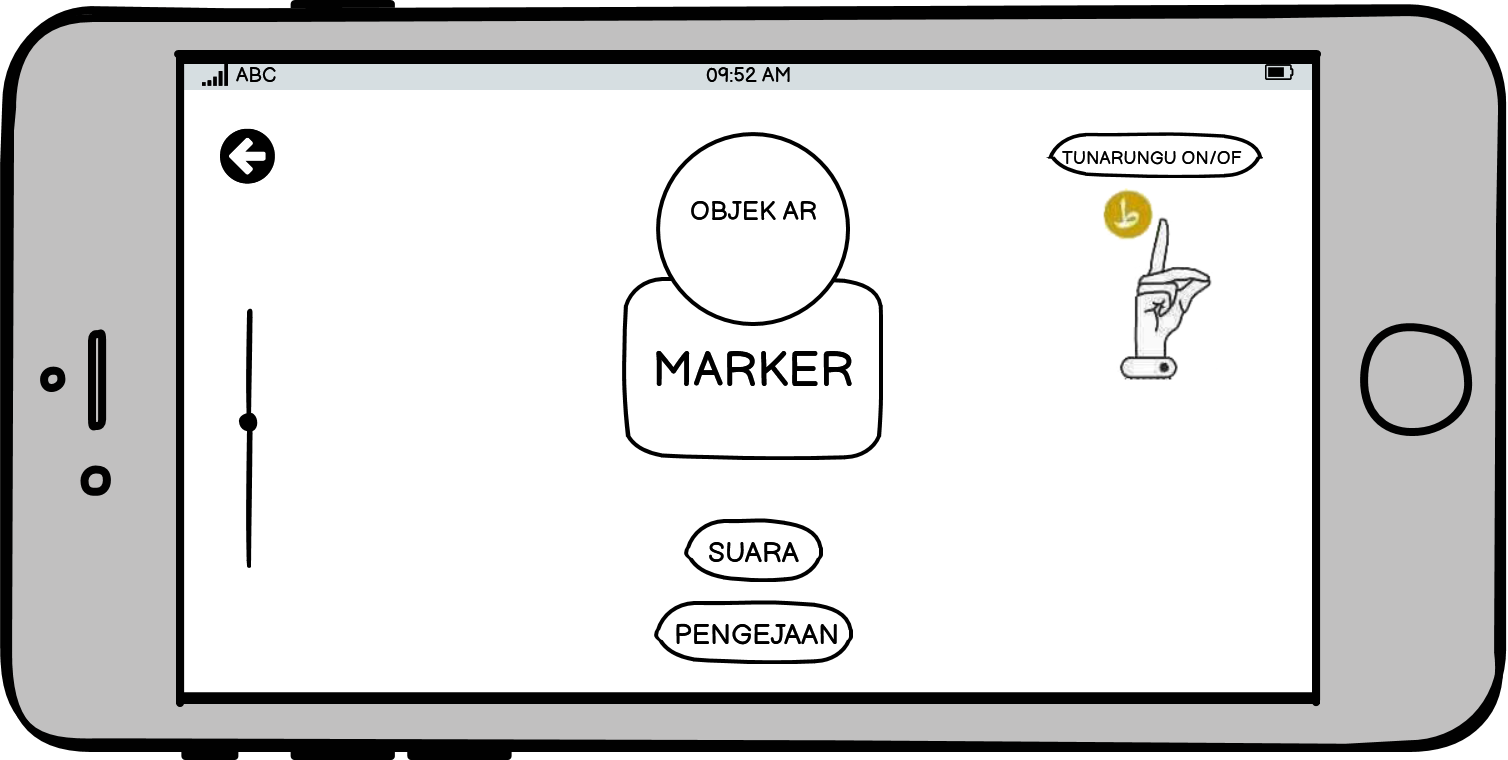 ABC
09:52 AM
OBJEK AR
TUNARUNGU ON/OF
ط
MARKER
SUARA
PENGEJAAN